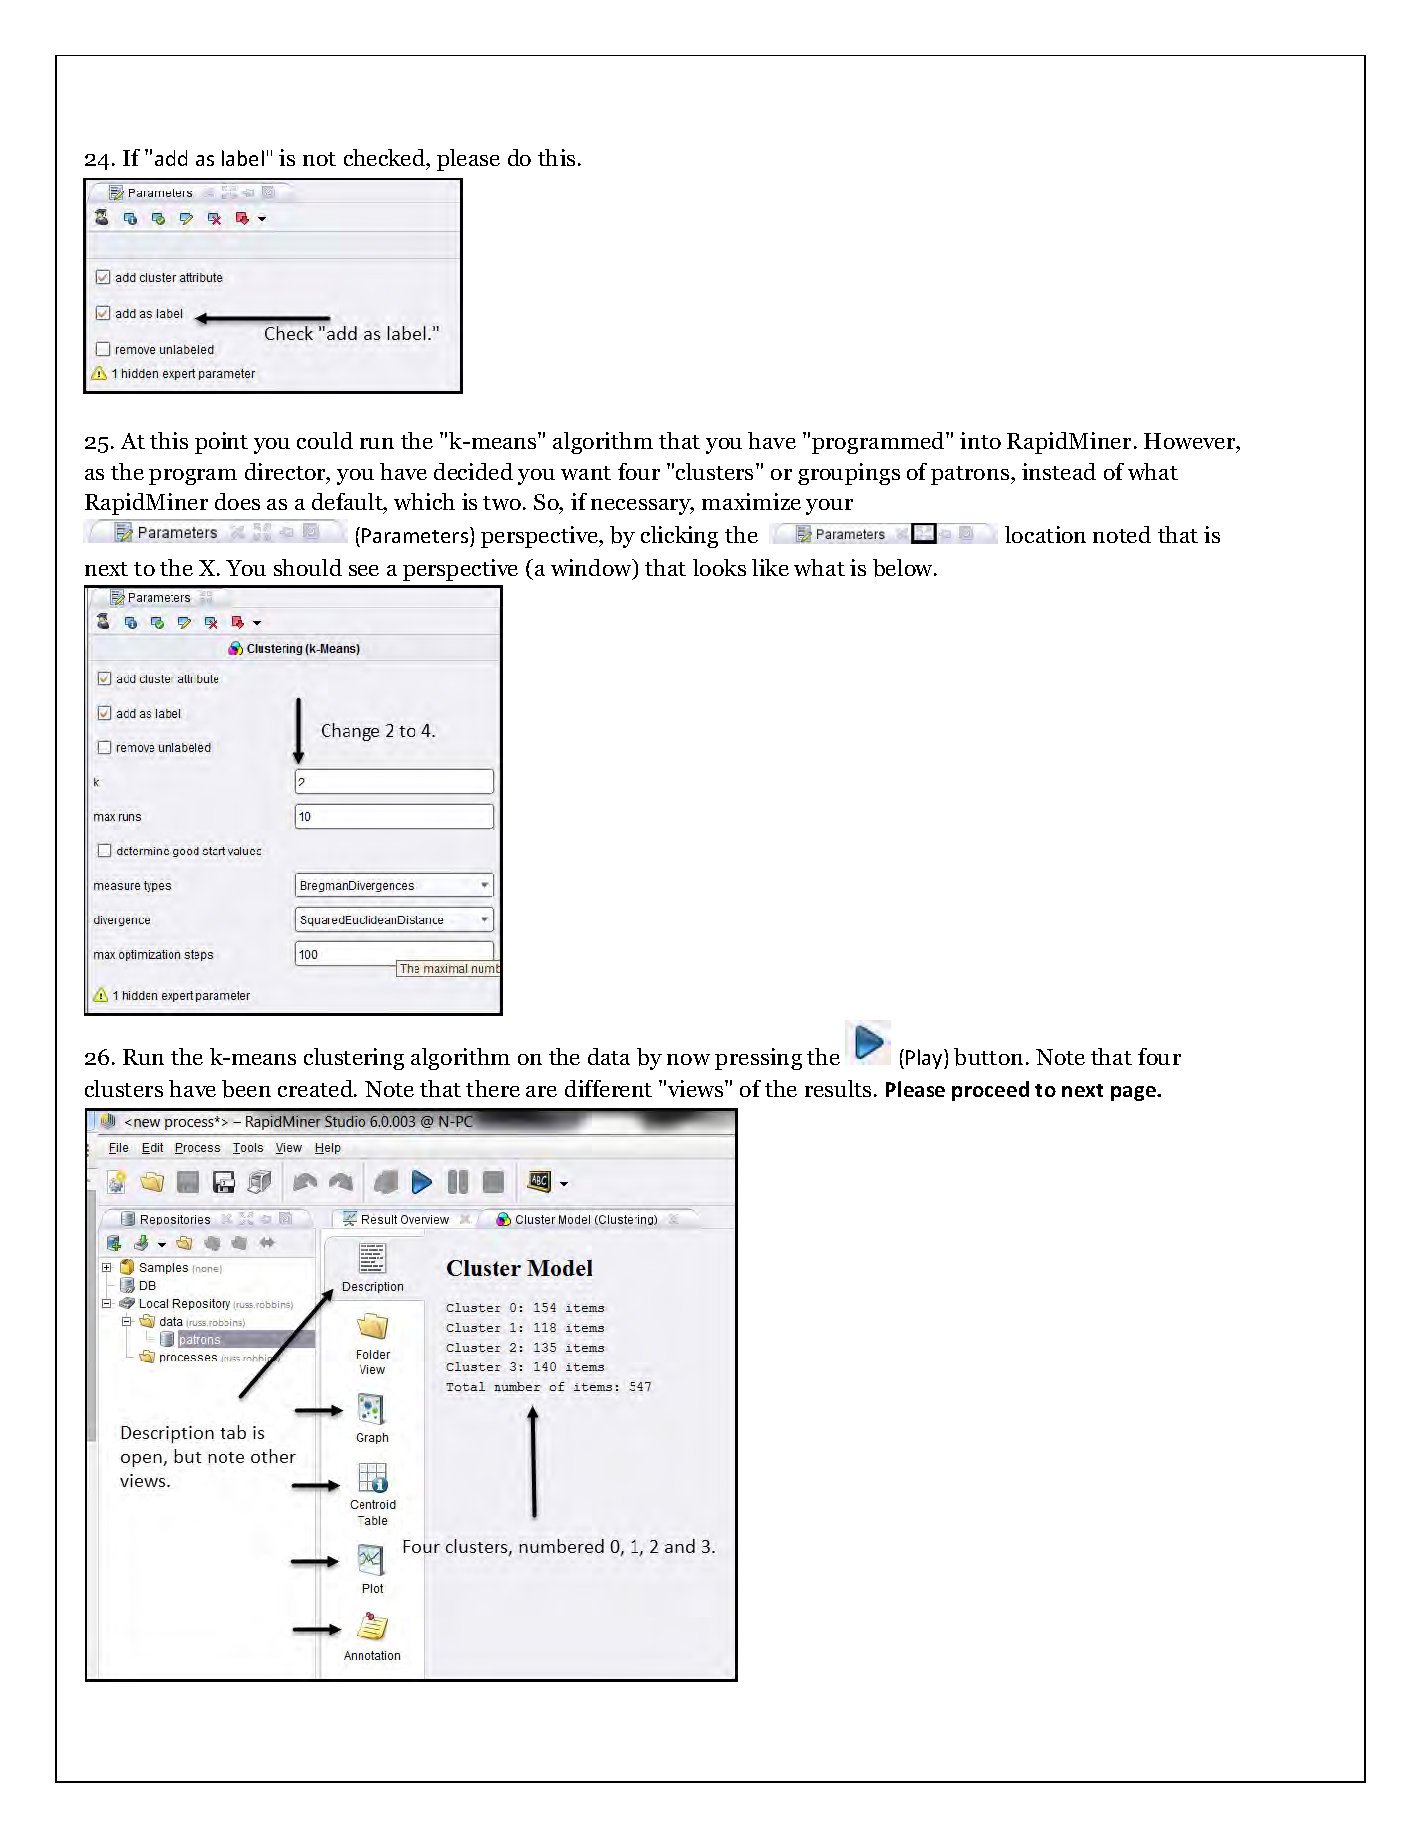 24. If "add as label" is not checked, please do this.
Parameters
add cluster attribute
add as label
Check "add as label."
remove unlabeled
1 hidden expert parameter
25. At this point you could run the "k-means" algorithm that you have "programmed" into RapidMiner. However,
as the program director, you have decided you want four "clusters" or groupings of patrons, instead of what
RapidMiner does as a default, which is two. So, if necessary, maximize your
Parameters (Parameters) perspective, by clicking the Parameters location noted that is
next to the X. You should see a perspective (a window) that looks like what is below.
Parameters
Clustering (k-Means)
add cluster attribute
add as label
Change 2 to 4.
remove unlabeled
k 2
max runs 10
determine good start values
measure types BregmanDivergences
divergence SquaredEuclideanDistance
max optimization steps 100
The maximal numb
1 hidden expert parameter
26. Run the k-means clustering algorithm on the data by now pressing the (Play) button. Note that four
clusters have been created. Note that there are different "views" of the results. Please proceed to next page.
<new process*> – RapidMiner Studio 6.0.003 @ N-PC
File Edit Process Tools View Help
ABC
Repositories Result Overview Cluster Model (Clustering)
Samples (none)
DB
Local Repository (russ.robbins)
data (russ.robbins)
patrons
processes (russ.robbins)
Description tab is
open, but note other
views.
Description
Folder
View
Graph
Centroid
Table
Plot
Annotation
Cluster Model
Cluster 0: 154 items
Cluster 1: 118 items
Cluster 2: 135 items
Cluster 3: 140 items
Total number of items: 547
Four clusters, numbered 0, 1, 2 and 3.